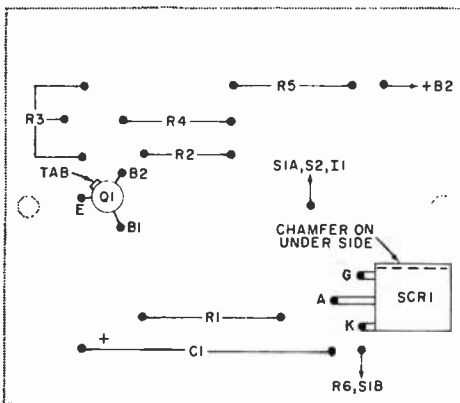 R5
+B2
R3
R4
R2
S1A,S2,I1
TAB
B2
Q1
E
B1
CHAMFER ON
UNDER SIDE
G
A
SCR1
K
R1
+
C1
R6,S1B